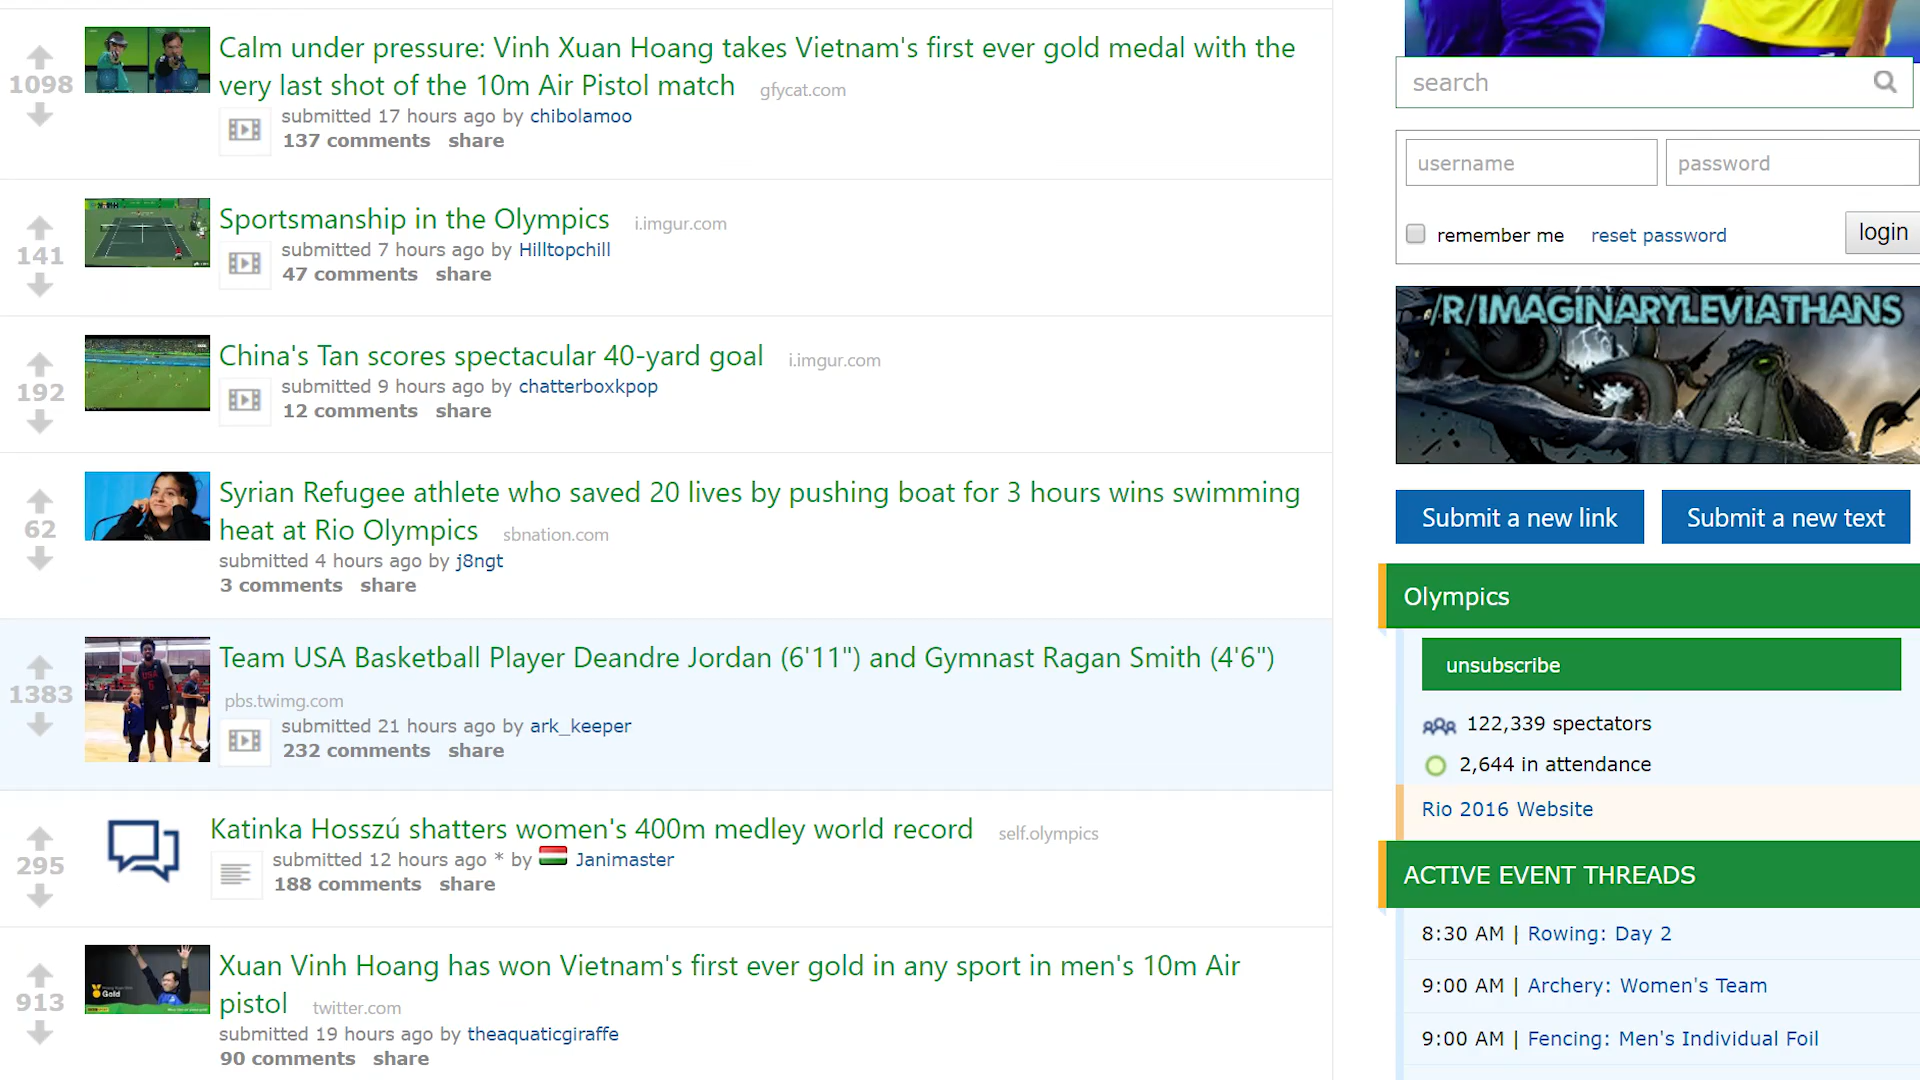 Calm under pressure: Vinh Xuan Hoang takes Vietnam's first ever gold medal with the
very last shot of the 10m Air Pistol match gfycat.com
1098
submitted 17 hours ago by chibolamoo
137 comments share
Sportsmanship in the Olympics i.imgur.com
141
submitted 7 hours ago by Hilltopchill
47 comments share
China's Tan scores spectacular 40-yard goal i.imgur.com
192
submitted 9 hours ago by chatterboxkpop
12 comments share
Syrian Refugee athlete who saved 20 lives by pushing boat for 3 hours wins swimming
heat at Rio Olympics sbnation.com
62
submitted 4 hours ago by j8ngt
3 comments share
Team USA Basketball Player Deandre Jordan (6'11") and Gymnast Ragan Smith (4'6")
1383
pbs.twimg.com
submitted 21 hours ago by ark_keeper
232 comments share
Katinka Hosszú shatters women's 400m medley world record self.olympics
295
submitted 12 hours ago * by Janimaster
188 comments share
Xuan Vinh Hoang has won Vietnam's first ever gold in any sport in men's 10m Air
pistol twitter.com
913
Gold
submitted 19 hours ago by theaquaticgiraffe
90 comments share
search
username password
remember me reset password login
/R/IMAGINARYLEVIATHANS
Submit a new link Submit a new text
Olympics
unsubscribe
122,339 spectators
2,644 in attendance
Rio 2016 Website
ACTIVE EVENT THREADS
8:30 AM | Rowing: Day 2
9:00 AM | Archery: Women's Team
9:00 AM | Fencing: Men's Individual Foil